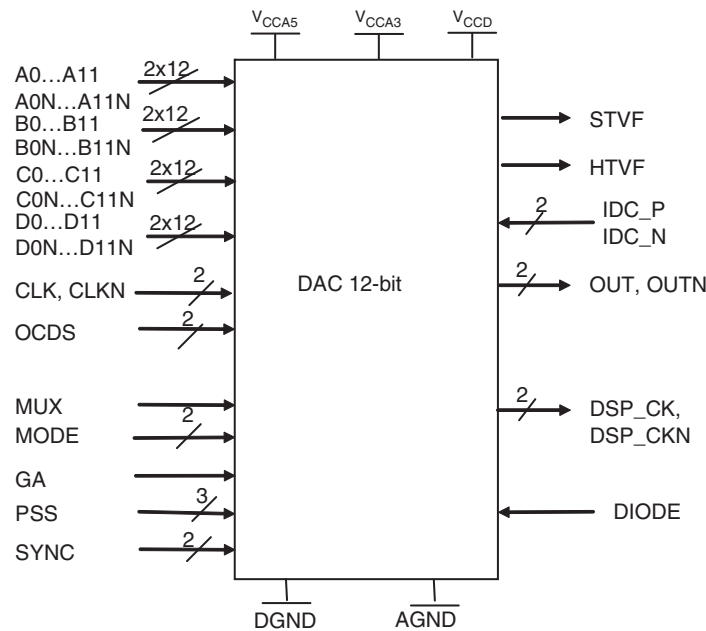 VCCA5 VCCA3 VCCD
A0...A11 2x12
A0N...A11N
B0...B11 2x12
B0N...B11N
C0...C11 2x12
C0N...C11N
D0...D11 2x12
D0N...D11N
CLK, CLKN 2
OCDS 2
MUX
MODE 2
GA
PSS 3
SYNC 2
DAC 12-bit
STVF
HTVF
2 IDC_P
IDC_N
2 OUT, OUTN
2 DSP_CK,
DSP_CKN
DIODE
DGND AGND